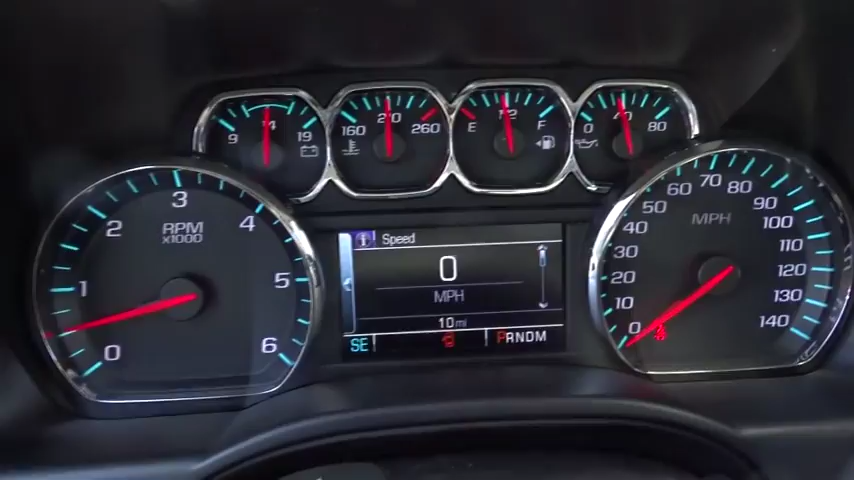 9 14 19
160 210 260
E 1/2 F
0 40 80
0 1 2 3 4 5 6
RPM
x1000
Speed
0
MPH
10 mi
SE PRNDM
0 10 20 30 40 50 60 70 80 90 100 110 120 130 140
MPH